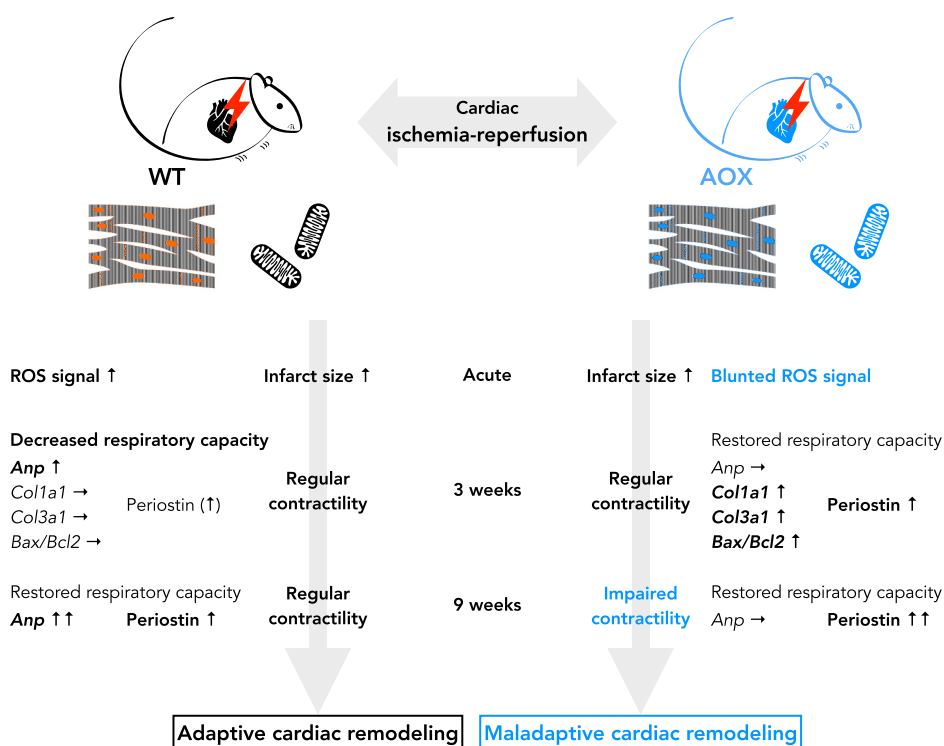 Cardiac
ischemia-reperfusion
WT
AOX
ROS signal ↑
Infarct size ↑
Acute
Infarct size ↑
Blunted ROS signal
Decreased respiratory capacity
Anp ↑
Col1a1 →
Col3a1 →
Bax/Bcl2 →
Periostin (↑)
Regular
contractility
3 weeks
Regular
contractility
Restored respiratory capacity
Anp →
Col1a1 ↑
Col3a1 ↑
Bax/Bcl2 ↑
Periostin ↑
Restored respiratory capacity
Anp ↑↑
Periostin ↑
Regular
contractility
9 weeks
Impaired
contractility
Restored respiratory capacity
Anp →
Periostin ↑↑
Adaptive cardiac remodeling
Maladaptive cardiac remodeling